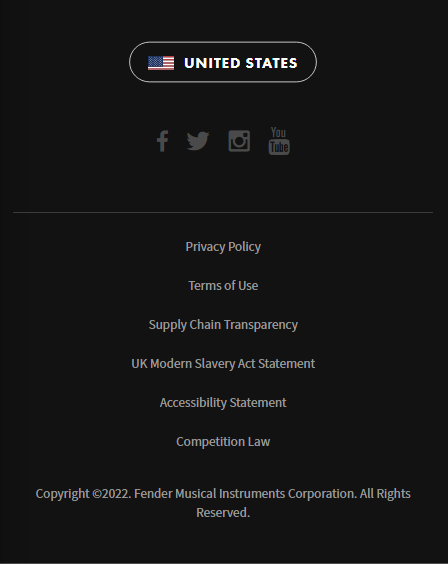 UNITED STATES
You
Tube
Privacy Policy
Terms of Use
Supply Chain Transparency
UK Modern Slavery Act Statement
Accessibility Statement
Competition Law
Copyright ©2022. Fender Musical Instruments Corporation. All Rights
Reserved.